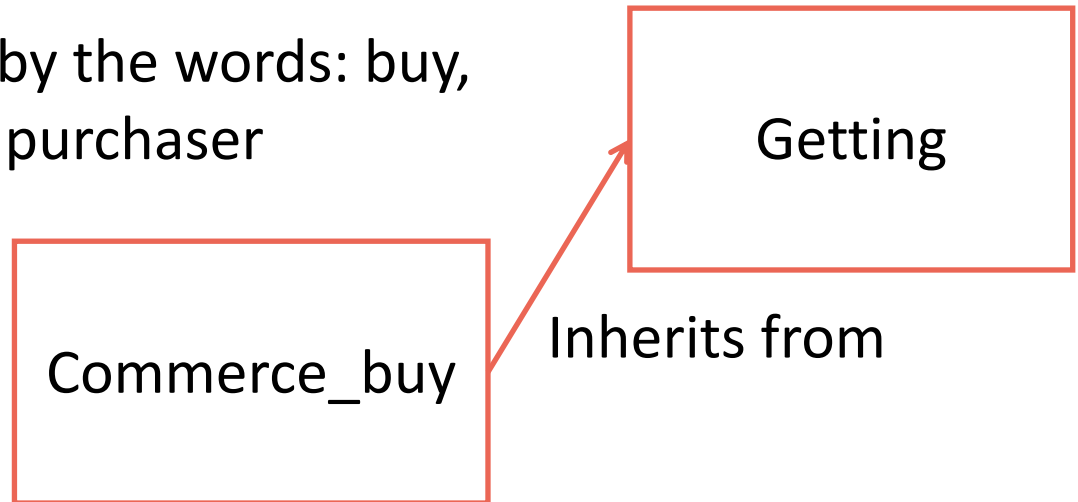 by the words: buy,
purchaser
Getting
Inherits from
Commerce_buy